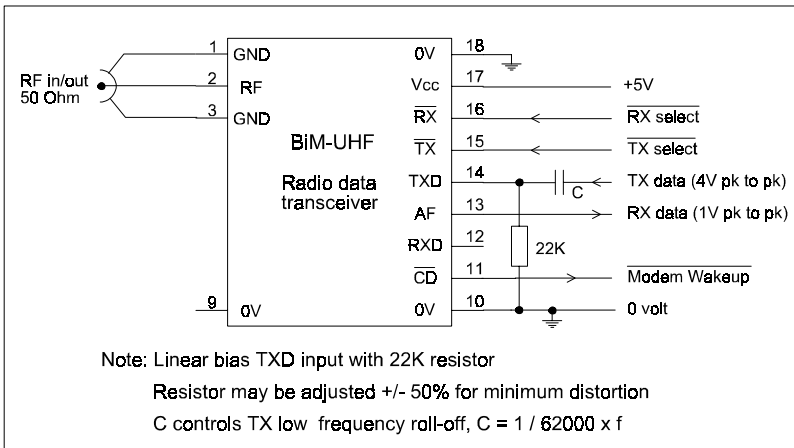 1 GND 0V 18
RF in/out
50 Ohm
2 RF Vcc 17 +5V
3 GND RX 16 RX select
BiM-UHF TX 15 TX select
Radio data
transceiver
TXD 14 C TX data (4V pk to pk)
AF 13 RX data (1V pk to pk)
RXD 12 22K
CD 11 Modem Wakeup
9 0V 0V 10 0 volt
Note: Linear bias TXD input with 22K resistor
Resistor may be adjusted +/- 50% for minimum distortion
C controls TX low frequency roll-off, C = 1 / 62000 x f